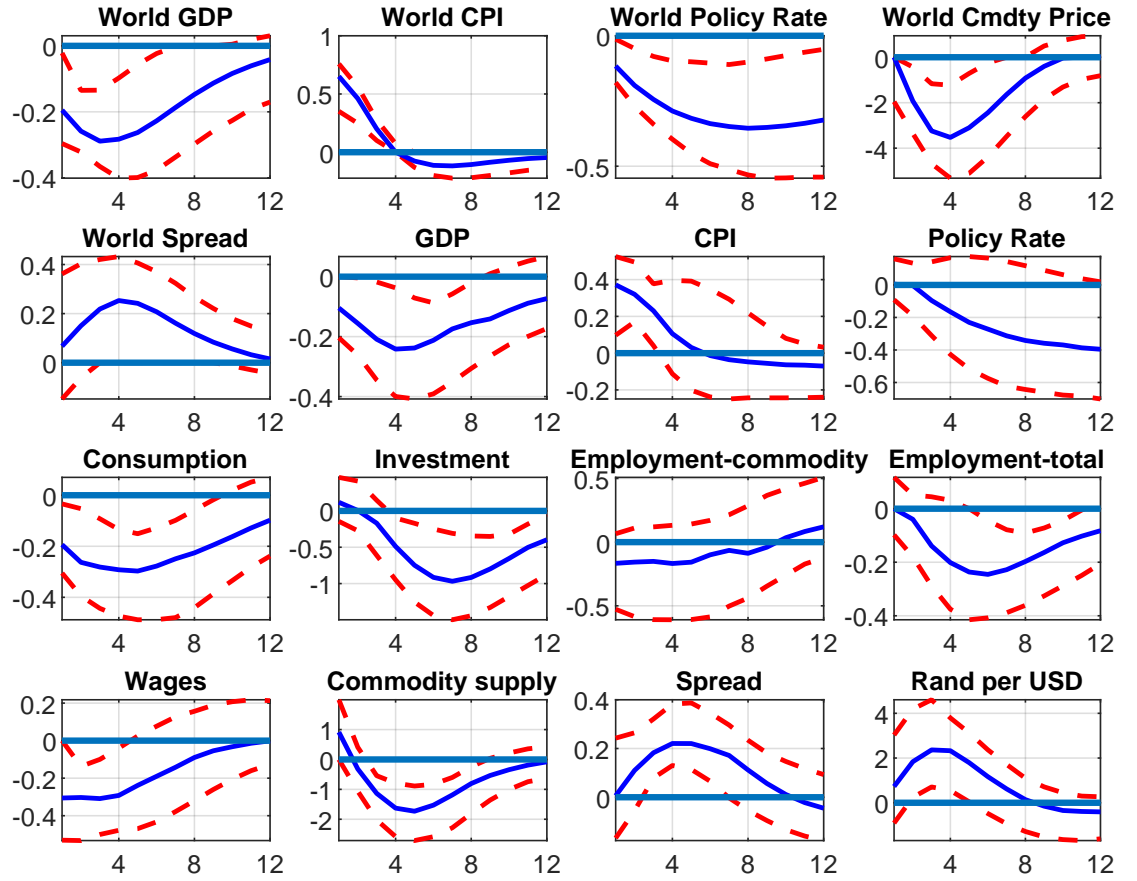 World GDP
0
-0.2
-0.4
4 8 12
World CPI
1
0.5
0
4 8 12
World Policy Rate
0
-0.5
4 8 12
World Cmdty Price
0
-2
-4
4 8 12
World Spread
0.4
0.2
0
4 8 12
GDP
0
-0.2
-0.4
4 8 12
CPI
0.4
0.2
0
-0.2
4 8 12
Policy Rate
0
-0.2
-0.4
-0.6
4 8 12
Consumption
0
-0.2
-0.4
4 8 12
Investment
0
-0.5
-1
4 8 12
Employment-commodity
0.5
0
-0.5
4 8 12
Employment-total
0
-0.2
-0.4
4 8 12
Wages
0.2
0
-0.2
-0.4
4 8 12
Commodity supply
1
0
-1
-2
4 8 12
Spread
0.4
0.2
0
4 8 12
Rand per USD
4
2
0
4 8 12